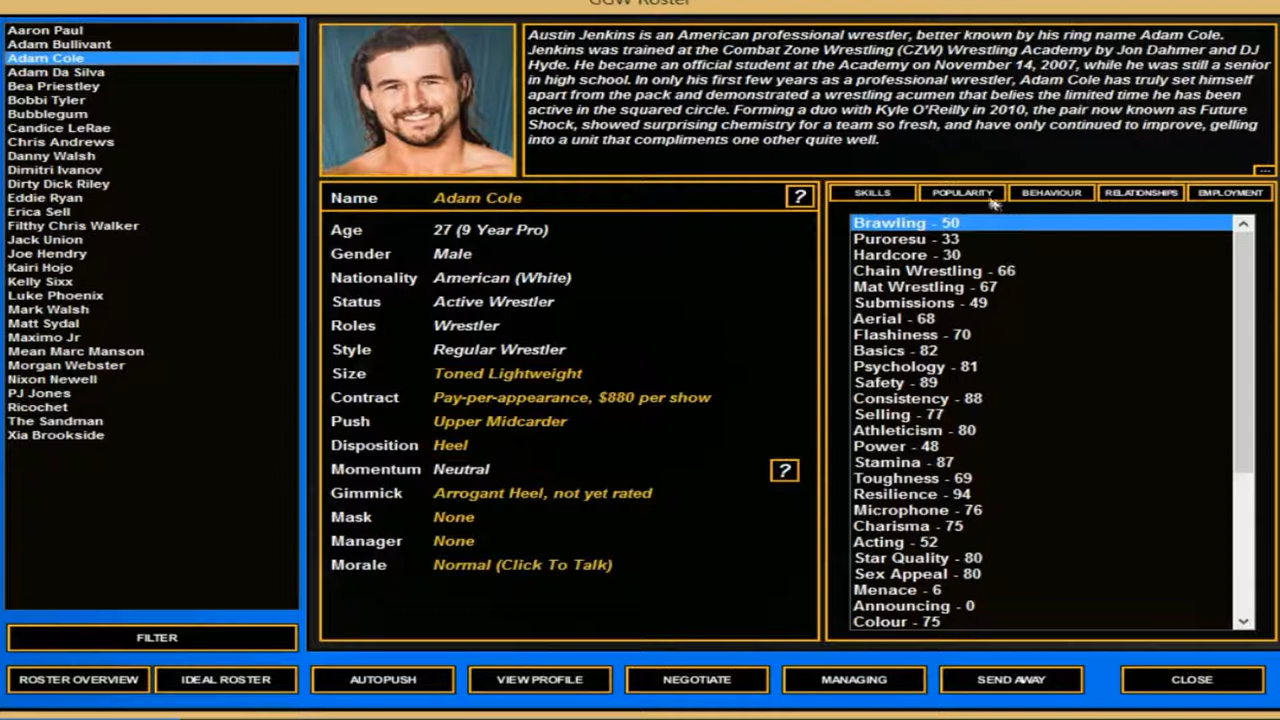 GGW Roster
Aaron Paul
Adam Bullivant
Adam Cole
Adam Da Silva
Bea Priestley
Bobbi Tyler
Bubblegum
Candice LeRae
Chris Andrews
Danny Walsh
Dimitri Ivanov
Dirty Dick Riley
Eddie Ryan
Erica Sell
Filthy Chris Walker
Jack Union
Joe Hendry
Kairi Hojo
Kelly Sixx
Luke Phoenix
Mark Walsh
Matt Sydal
Maximo Jr
Mean Marc Manson
Morgan Webster
Nixon Newell
PJ Jones
Ricochet
The Sandman
Xia Brookside
FILTER
Austin Jenkins is an American professional wrestler, better known by his ring name Adam Cole.
Jenkins was trained at the Combat Zone Wrestling (CZW) Wrestling Academy by Jon Dahmer and DJ
Hyde. He became an official student at the Academy on November 14, 2007, while he was still a senior
in high school. In only his first few years as a professional wrestler, Adam Cole has truly set himself
apart from the pack and demonstrated a wrestling acumen that belies the limited time he has been
active in the squared circle. Forming a duo with Kyle O'Reilly in 2010, the pair now known as Future
Shock, showed surprising chemistry for a team so fresh, and have only continued to improve, gelling
into a unit that compliments one other quite well.
...
Name Adam Cole ?
Age 27 (9 Year Pro)
Gender Male
Nationality American (White)
Status Active Wrestler
Roles Wrestler
Style Regular Wrestler
Size Toned Lightweight
Contract Pay-per-appearance, $880 per show
Push Upper Midcarder
Disposition Heel
Momentum Neutral ?
Gimmick Arrogant Heel, not yet rated
Mask None
Manager None
Morale Normal (Click To Talk)
SKILLS POPULARITY BEHAVIOUR RELATIONSHIPS EMPLOYMENT
Brawling - 50
Puroresu - 33
Hardcore - 30
Chain Wrestling - 66
Mat Wrestling - 67
Submissions - 49
Aerial - 68
Flashiness - 70
Basics - 82
Psychology - 81
Safety - 89
Consistency - 88
Selling - 77
Athleticism - 80
Power - 48
Stamina - 87
Toughness - 69
Resilience - 94
Microphone - 76
Charisma - 75
Acting - 52
Star Quality - 80
Sex Appeal - 80
Menace - 6
Announcing - 0
Colour - 75
ROSTER OVERVIEW IDEAL ROSTER AUTOPUSH VIEW PROFILE NEGOTIATE MANAGING SEND AWAY CLOSE